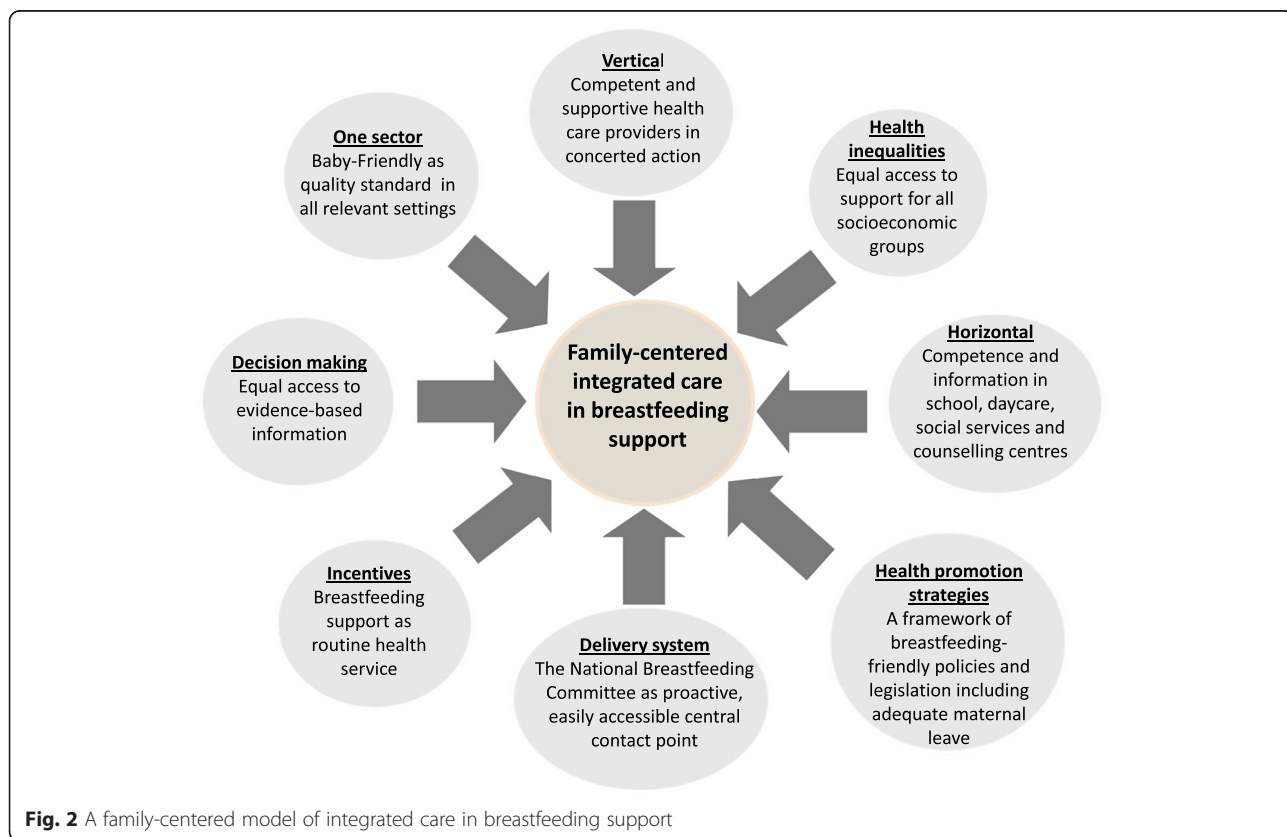 Vertical
Competent and
supportive health
care providers in
concerted action
Health
inequalities
Equal access to
support for all
socioeconomic
groups
Horizontal
Competence and
information in
school, daycare,
social services and
counselling centres
Health promotion
strategies
A framework of
breastfeeding-
friendly policies and
legislation including
adequate maternal
leave
Delivery system
The National Breastfeeding
Committee as proactive,
easily accessible central
contact point
Incentives
Breastfeeding
support as
routine health
service
Decision making
Equal access to
evidence-based
information
One sector
Baby-Friendly as
quality standard in
all relevant settings
Family-centered
integrated care
in breastfeeding
support
Fig. 2 A family-centered model of integrated care in breastfeeding support